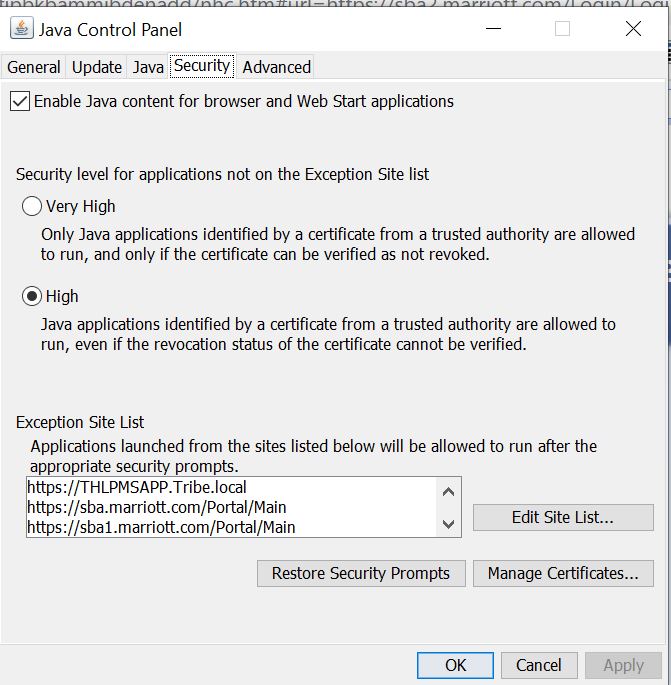 Java Control Panel
General Update Java Security Advanced
Enable Java content for browser and Web Start applications
Security level for applications not on the Exception Site list
Very High
Only Java applications identified by a certificate from a trusted authority are allowed
to run, and only if the certificate can be verified as not revoked.
High
Java applications identified by a certificate from a trusted authority are allowed to
run, even if the revocation status of the certificate cannot be verified.
Exception Site List
Applications launched from the sites listed below will be allowed to run after the
appropriate security prompts.
https://THLPMSAPP.Tribe.local
https://sba.marriott.com/Portal/Main
https://sba1.marriott.com/Portal/Main
Edit Site List...
Restore Security Prompts Manage Certificates...
OK Cancel Apply